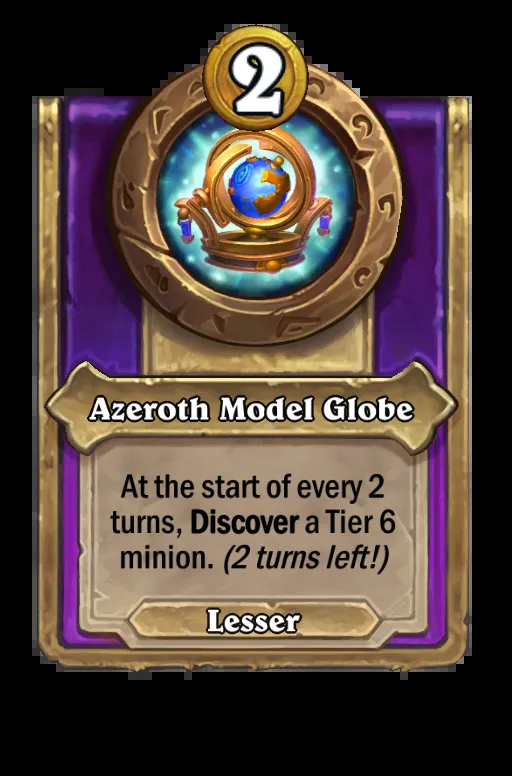 2
Azeroth Model Globe
At the start of every 2
turns, Discover a Tier 6
minion. (2 turns left!)
Lesser